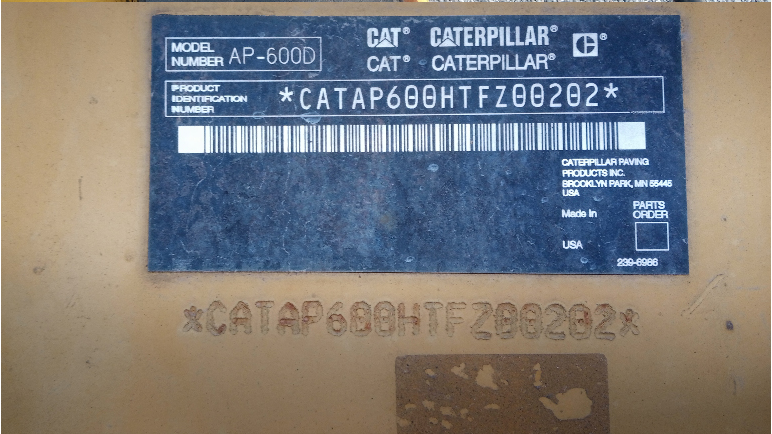 MODEL NUMBER AP-600D
CAT® CATERPILLAR® ®
CAT® CATERPILLAR®
PRODUCT IDENTIFICATION NUMBER *CATAP600HTFZ00202*
CATERPILLAR PAVING
PRODUCTS INC.
BROOKLYN PARK, MN 55445
USA
Made In
USA
PARTS
ORDER
239-6986
*CATAP600HTFZ00202*